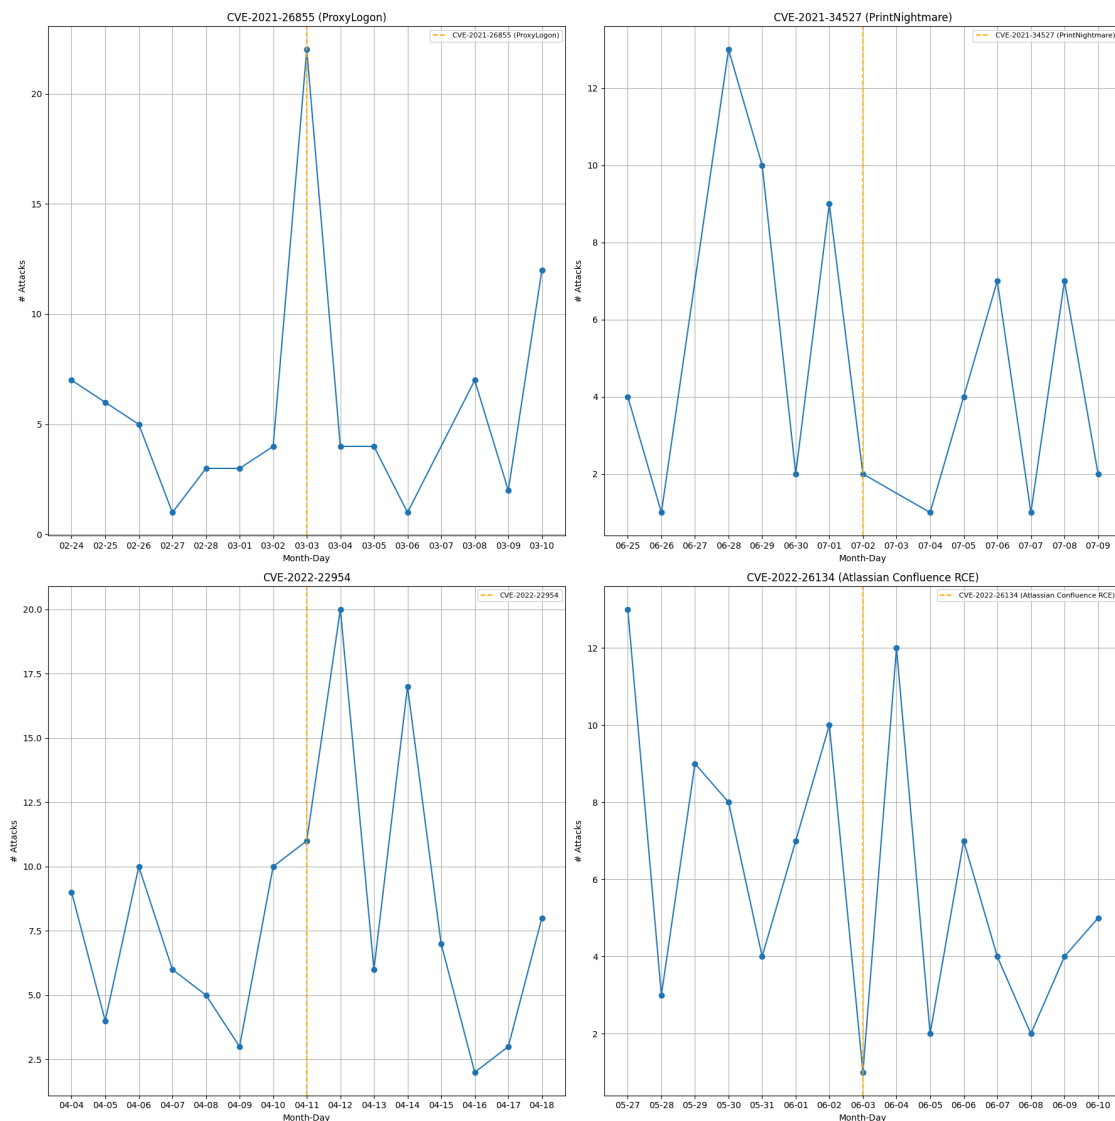 CVE-2021-26855 (ProxyLogon)
CVE-2021-26855 (ProxyLogon)
# Attacks
20
15
10
5
0
02-24 02-25 02-26 02-27 02-28 03-01 03-02 03-03 03-04 03-05 03-06 03-08 03-09 03-10
Month-Day
CVE-2021-34527 (PrintNightmare)
CVE-2021-34527 (PrintNightmare)
# Attacks
12
10
8
6
4
2
06-25 06-26 06-27 06-28 06-29 06-30 07-01 07-02 07-03 07-04 07-05 07-06 07-07 07-08 07-09
Month-Day
CVE-2022-22954
CVE-2022-22954
# Attacks
20.0
17.5
15.0
12.5
10.0
7.5
5.0
2.5
04-04 04-05 04-06 04-07 04-08 04-09 04-10 04-11 04-12 04-13 04-14 04-15 04-16 04-17 04-18
Month-Day
CVE-2022-26134 (Atlassian Confluence RCE)
CVE-2022-26134 (Atlassian Confluence RCE)
# Attacks
12
10
8
6
4
2
05-27 05-28 05-29 05-30 05-31 06-01 06-02 06-03 06-04 06-05 06-06 06-07 06-08 06-09 06-10
Month-Day